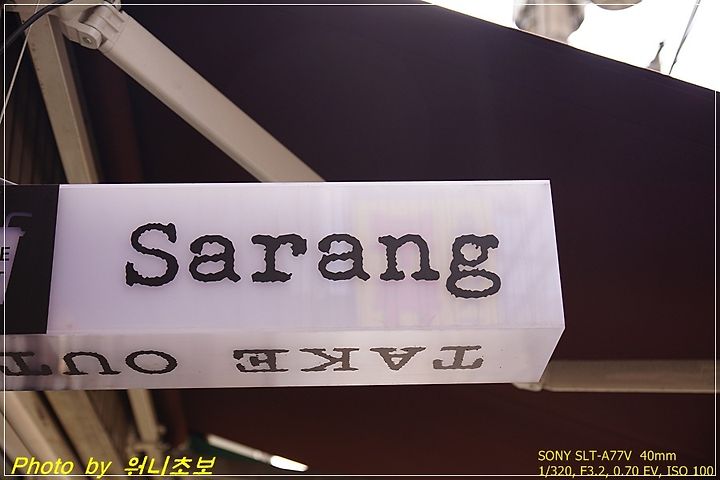 Sarang
TAKE OUT
Photo by 워니초보
SONY SLT-A77V 40mm
1/320, F3.2, 0.70 EV, ISO 100